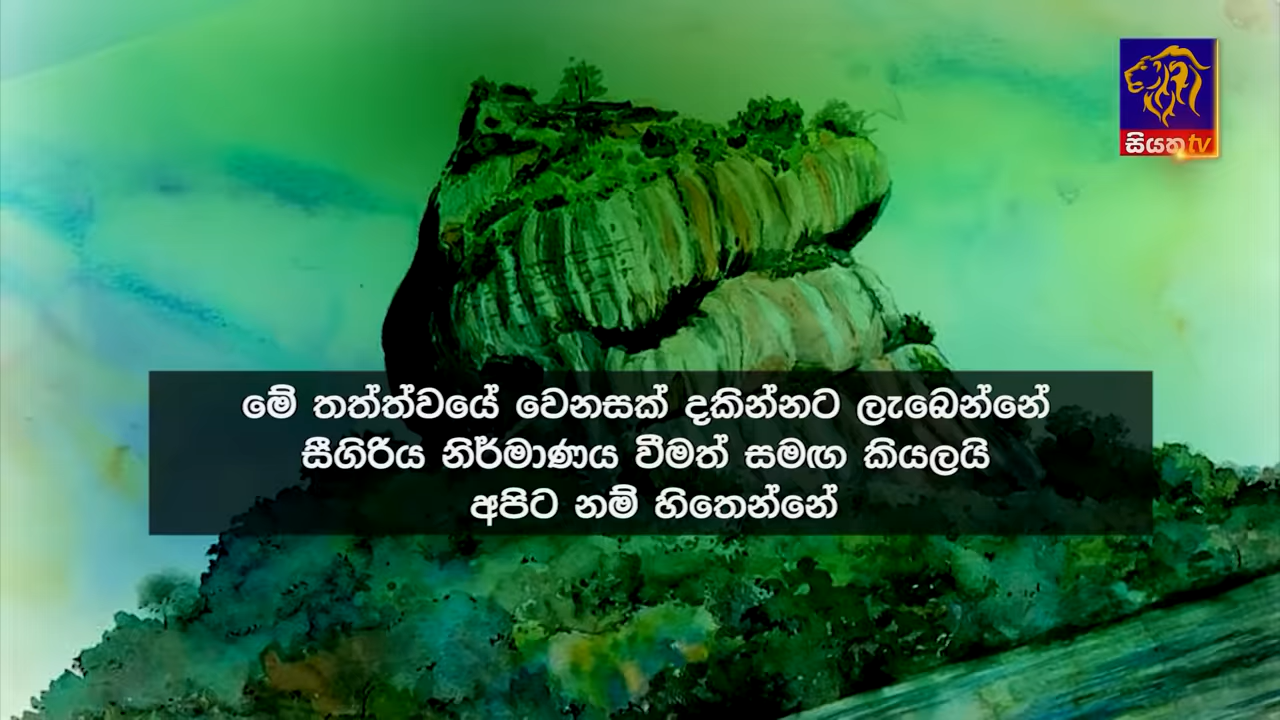 සියත tv
මේ තත්ත්වයේ වෙනසක් දකින්නට ලැබෙන්නේ
සීගිරිය නිර්මාණය වීමත් සමඟ කියලයි
අපිට නම් හිතෙන්නේ